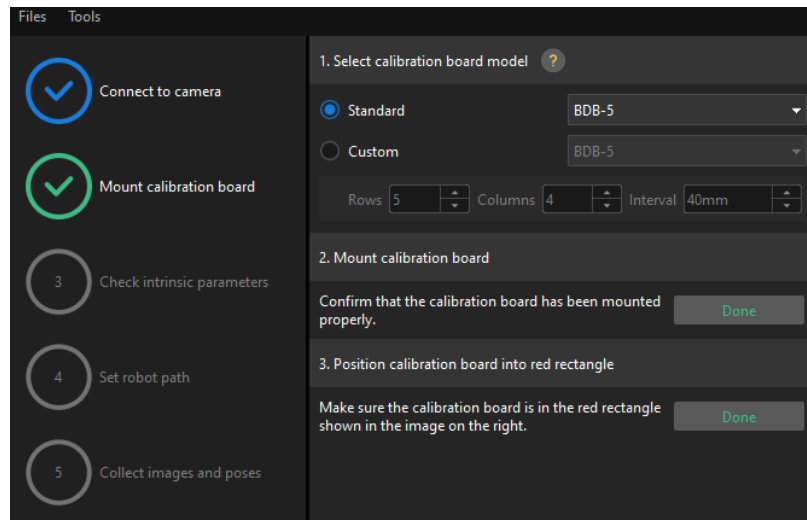 Files Tools
Connect to camera
Mount calibration board
3 Check intrinsic parameters
4 Set robot path
5 Collect images and poses
1. Select calibration board model ?
Standard BDB-5
Custom BDB-5
Rows 5 Columns 4 Interval 40mm
2. Mount calibration board
Confirm that the calibration board has been mounted
properly.
Done
3. Position calibration board into red rectangle
Make sure the calibration board is in the red rectangle
shown in the image on the right.
Done